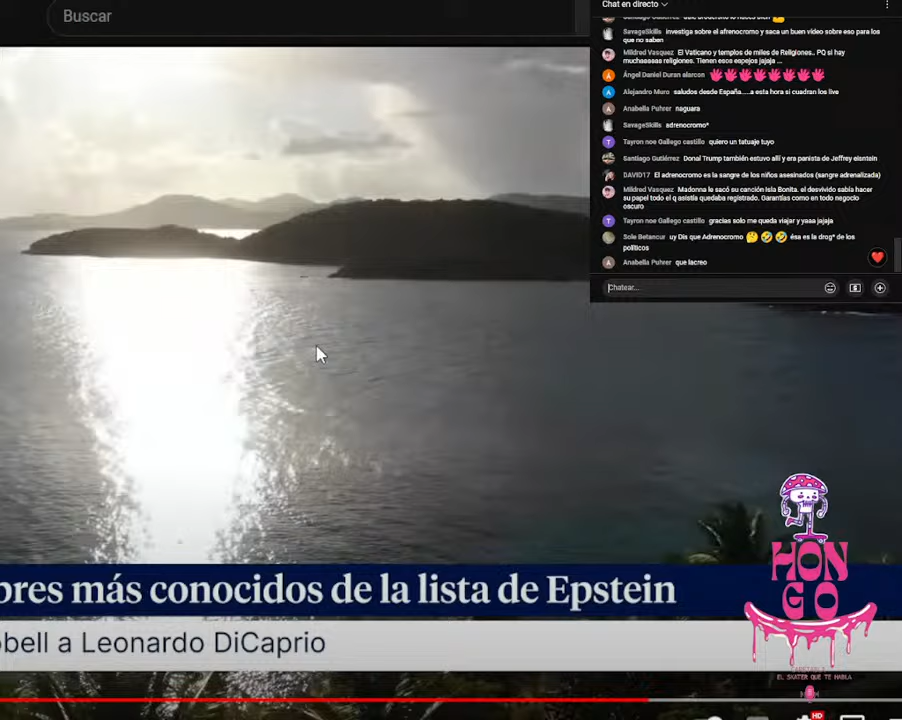 Buscar
Chat en directo
SavageSkills investiga sobre el afrenocromo y saca un buen video sobre eso para los
que no saben
Mildred Vasquez El Vaticano y templos de miles de Religiones.. PQ si hay
muchaaseaas religiones. Tienen esos espejos jajaja ...
Ángel Daniel Duran alarcon
Alejandro Muro saludos desde España.....a esta hora si cuadran los live
Anabella Puhrer naguara
SavageSkills adrenocromo*
Tayron noe Gallego castillo quiero un tatuaje tuyo
Santiago Gutiérrez Donal Trump también estuvo allí y era panista de Jeffrey eisntein
DAVID17 El adrenocromo es la sangre de los niños asesinados (sangre adrenalizada)
Mildred Vasquez Madonna le sacó su canción Isla Bonita. el desvivido sabía hacer
su papel todo el q asistía quedaba registrado. Garantías como en todo negocio
oscuro
Tayron noe Gallego castillo gracias solo me queda viajar y yaaa jajaja
Sole Betancur uy Dis que Adrenocromo 🤔🤣🤣 ésa es la drog* de los
políticos
Anabella Puhrer que lacreo
Chatear...
bres más conocidos de la lista de Epstein
bell a Leonardo DiCaprio
HON
GO
EL SKATER QUE TE HABLA
HD